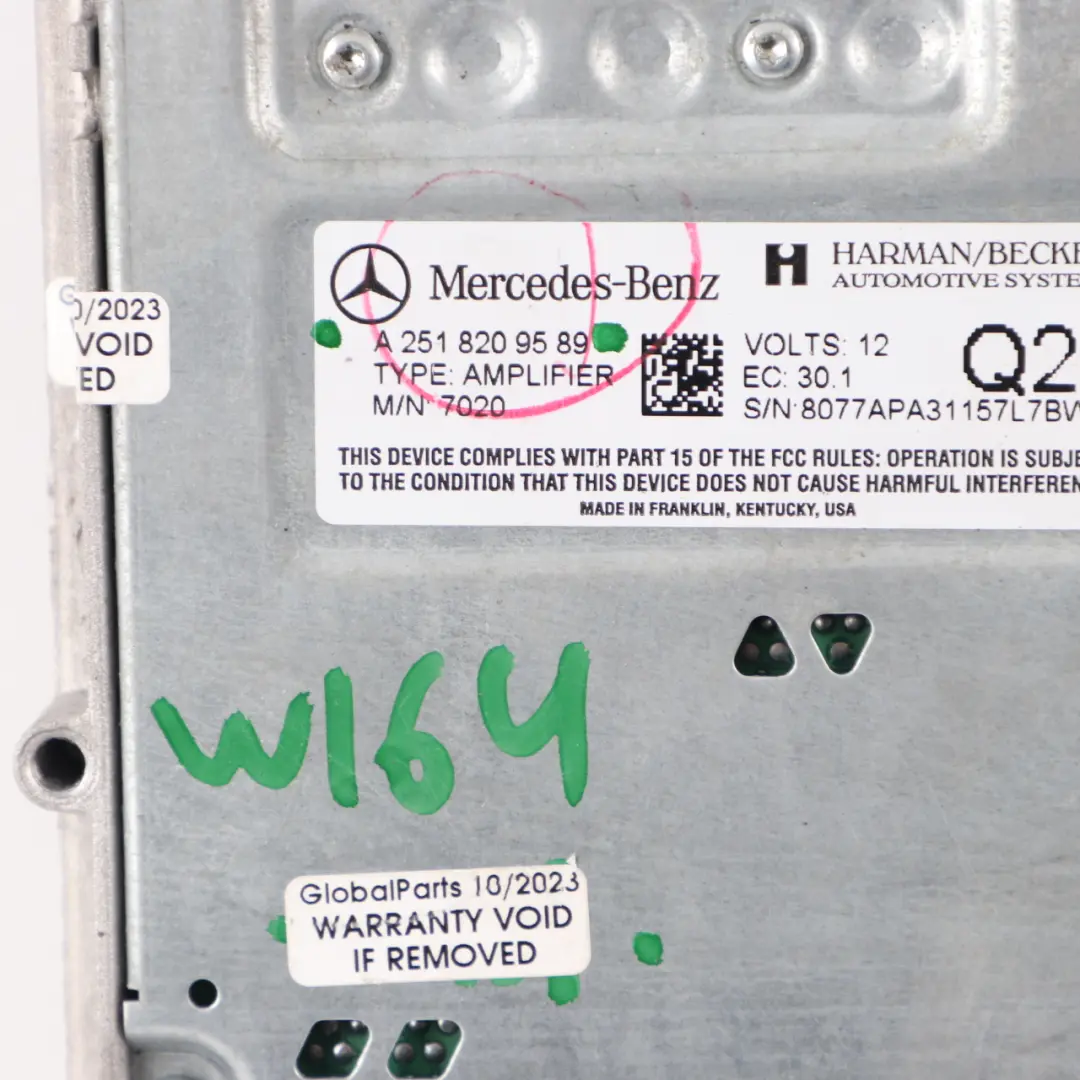 Mercedes-Benz
HARMAN/BECKE
AUTOMOTIVE SYSTE
A 251 820 95 89
TYPE: AMPLIFIER
M/N 7020
VOLTS: 12
EC: 30.1
S/N 8077APA31157L7BW
Q2
THIS DEVICE COMPLIES WITH PART 15 OF THE FCC RULES: OPERATION IS SUBJE
TO THE CONDITION THAT THIS DEVICE DOES NOT CAUSE HARMFUL INTERFEREN
MADE IN FRANKLIN, KENTUCKY, USA
G
0/2023
VOID
ED
W164
GlobalParts 10/2023
WARRANTY VOID
IF REMOVED